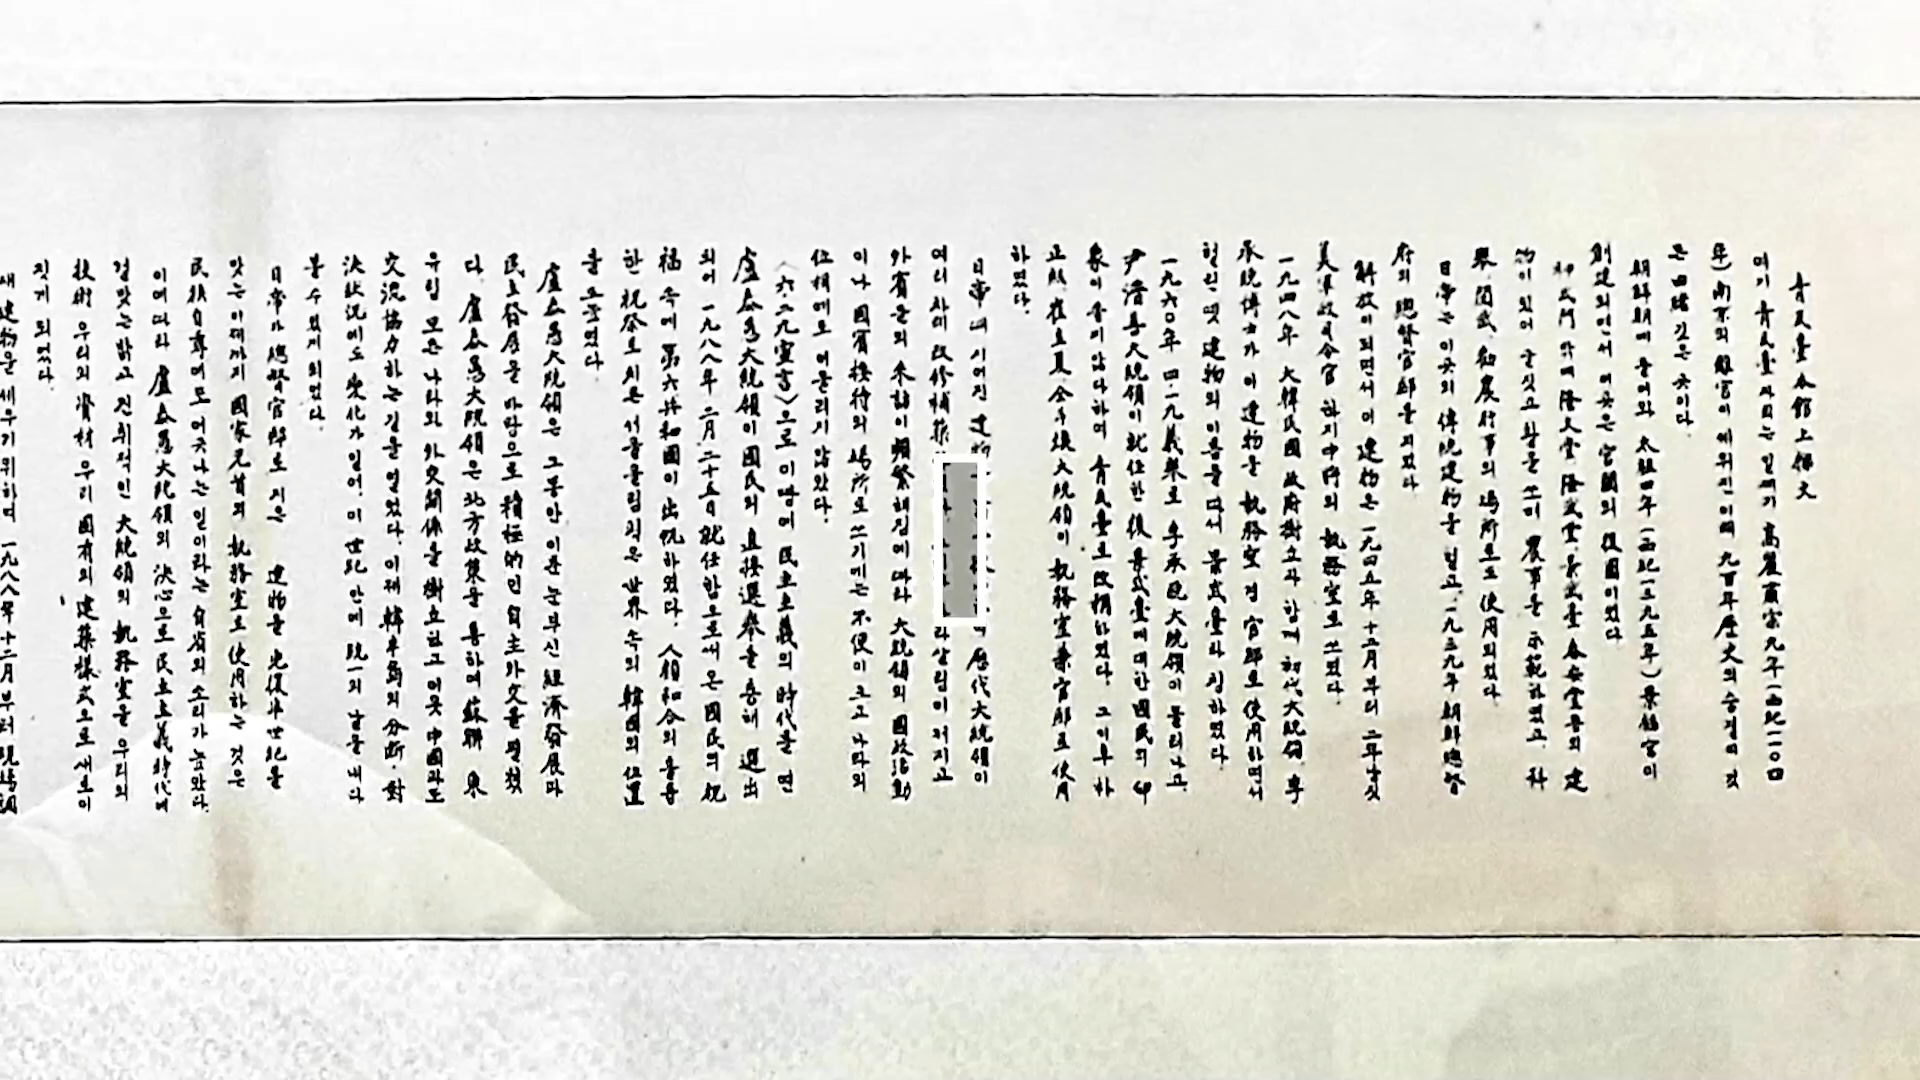 靑瓦臺本館上樑文
여기 靑瓦臺 자리는 일찌기 高麗肅宗九年(西紀一一〇四
年) 南京의 離宮이 세워진 이래 九百年歷史의 숨결이 깃
든 由緖 깊은 곳이다.
朝鮮朝에 들어와 太祖四年(西紀一三九五年) 景福宮이
創建되면서 이곳은 宮闕의 後園이었다
神武門 밖에 隆文堂 隆武堂 景武臺 春安堂等의 建
物이 있어 글짓고 활을 쏘며 農事를 示範하였고, 科
擧 閱武 勸農行事의 場所로도 使用되었다.
日帝는 이곳의 傳統建物을 헐고, 一九三九年 朝鮮總督
府의 總督官邸를 지었다
解放이 되면서 이 建物은 一九四五年 十二月부터 二年남짓
美軍政司令官 하지中將의 執務室로 쓰였다.
一九四八年 大韓民國 政府樹立과 함께 初代大統領 李
承晩博士가 이 建物을 執務室 겸 官邸로 使用하면서
헐린 옛 建物의 이름을 따서 景武臺라 칭하였다.
一九六〇年 四·一九義擧로 李承晩大統領이 물러나고
尹潽善大統領이 就任한 後 景武臺에 대한 國民의 印
象이 좋지 않다하여 靑瓦臺로 改稱하였다. 그 이후 朴
正熙 崔圭夏 全斗煥大統領이 執務室兼官邸로 使用
하였다.
日帝때 지어진 建物 歷代大統領이
여러 차례 改修補築 라 살림이 커지고
外賓들의 來訪이 頻繁해짐에 따라 大統領의 國政活動
이나 國賓接待의 場所로 쓰기에는 不便이 크고 나라의
位相에도 어울리지 않았다.
〈六·二九宣言〉으로 이땅에 民主主義의 時代를 연
盧泰愚大統領이 國民의 直接選擧를 통해 選出
되어 一九八八年 二月 二十五日 就任함으로써 온 國民의 祝
福 속에 第六共和國이 出帆하였다. 人類和合의 흥겨
한 祝祭로 치른 서울올림픽은 世界속의 韓國의 位置
를 드높였다
盧泰愚大統領은 그동안 이룬 눈부신 經濟發展과
民主發展을 바탕으로 積極的인 自主外交를 펼쳤
다. 盧泰愚大統領은 北方政策을 통하여 蘇聯 東
유럽 모든 나라와 外交關係를 樹立하고 이웃 中國과도
交流協力하는 길을 열었다. 이제 韓半島의 分斷·對
決狀況에도 變化가 일어, 이 世紀 안에 統一의 날을 내다
볼 수 있게 되었다.
日帝가 總督官邸로 지은 建物을 光復半世紀를
맞는 이제까지 國家元首의 執務室로 使用하는 것은
民族自尊에도 어긋나는 일이라는 自省의 소리가 높았다.
이에 따라 盧泰愚大統領의 決心으로 民主主義時代에
걸맞는 밝고 진취적인 大統領의 執務室을 우리의
技術 우리의 資材 우리 固有의 建築樣式으로 새로이
짓게 되었다.
새 建物을 세우기 위하여 一九八八年 十二月부터 現場調